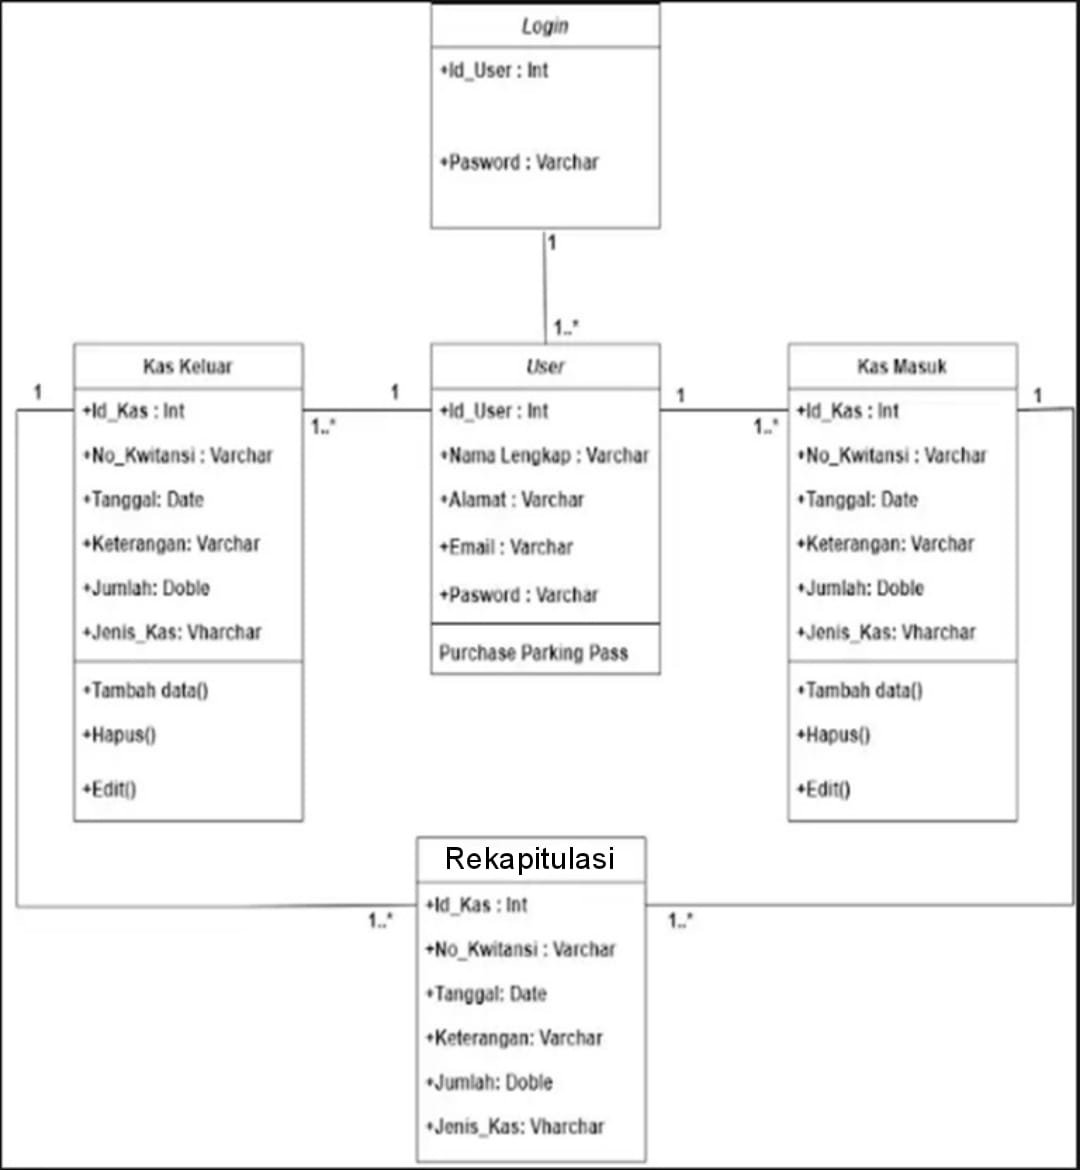 Login
+Id_User : Int
+Pasword : Varchar
1
1..*
Kas Keluar
1
+Id_Kas : Int
+No_Kwitansi : Varchar
+Tanggal: Date
+Keterangan: Varchar
+Jumlah: Doble
+Jenis_Kas: Vharchar
+Tambah data()
+Hapus()
+Edit()
1..*
1
User
+Id_User : Int
+Nama Lengkap : Varchar
+Alamat : Varchar
+Email : Varchar
+Pasword : Varchar
Purchase Parking Pass
1
1..*
Kas Masuk
1
+Id_Kas : Int
+No_Kwitansi : Varchar
+Tanggal: Date
+Keterangan: Varchar
+Jumlah: Doble
+Jenis_Kas: Vharchar
+Tambah data()
+Hapus()
+Edit()
Rekapitulasi
1..*
1..*
+Id_Kas : Int
+No_Kwitansi : Varchar
+Tanggal: Date
+Keterangan: Varchar
+Jumlah: Doble
+Jenis_Kas: Vharchar